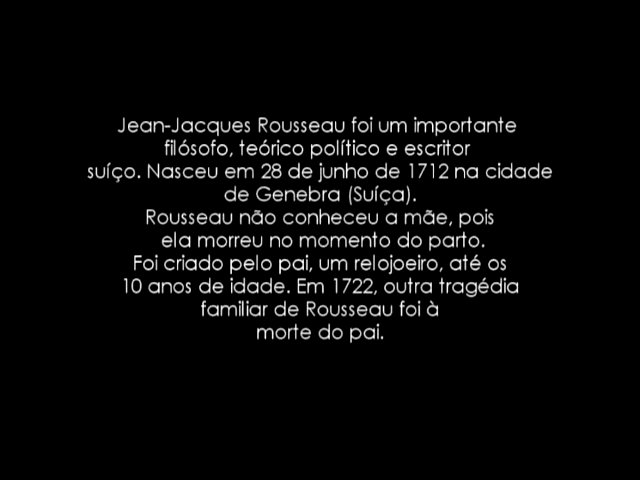 Jean-Jacques Rousseau foi um importante
filósofo, teórico político e escritor
suíço. Nasceu em 28 de junho de 1712 na cidade
de Genebra (Suíça).
Rousseau não conheceu a mãe, pois
ela morreu no momento do parto.
Foi criado pelo pai, um relojoeiro, até os
10 anos de idade. Em 1722, outra tragédia
familiar de Rousseau foi à
morte do pai.